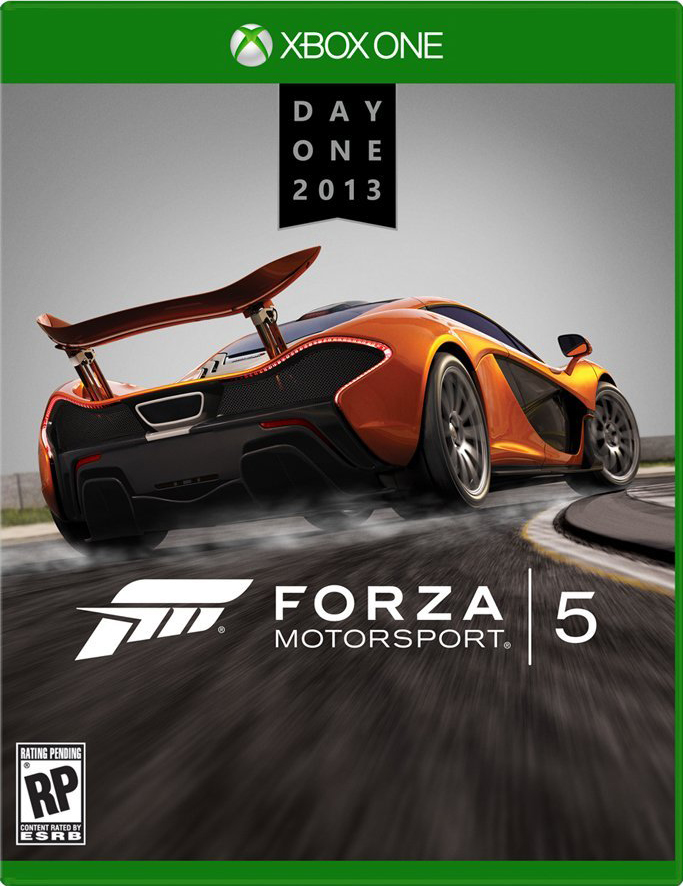 XBOX ONE
DAY
ONE
2013
FORZA
MOTORSPORT® 5
®
RATING PENDING
®
RP
CONTENT RATED BY
ESRB